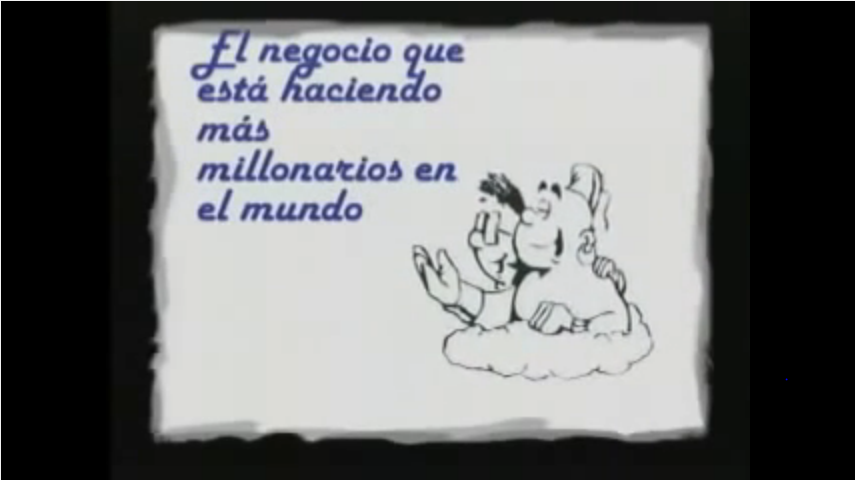 El negocio que
está haciendo
más
millonarios en
el mundo